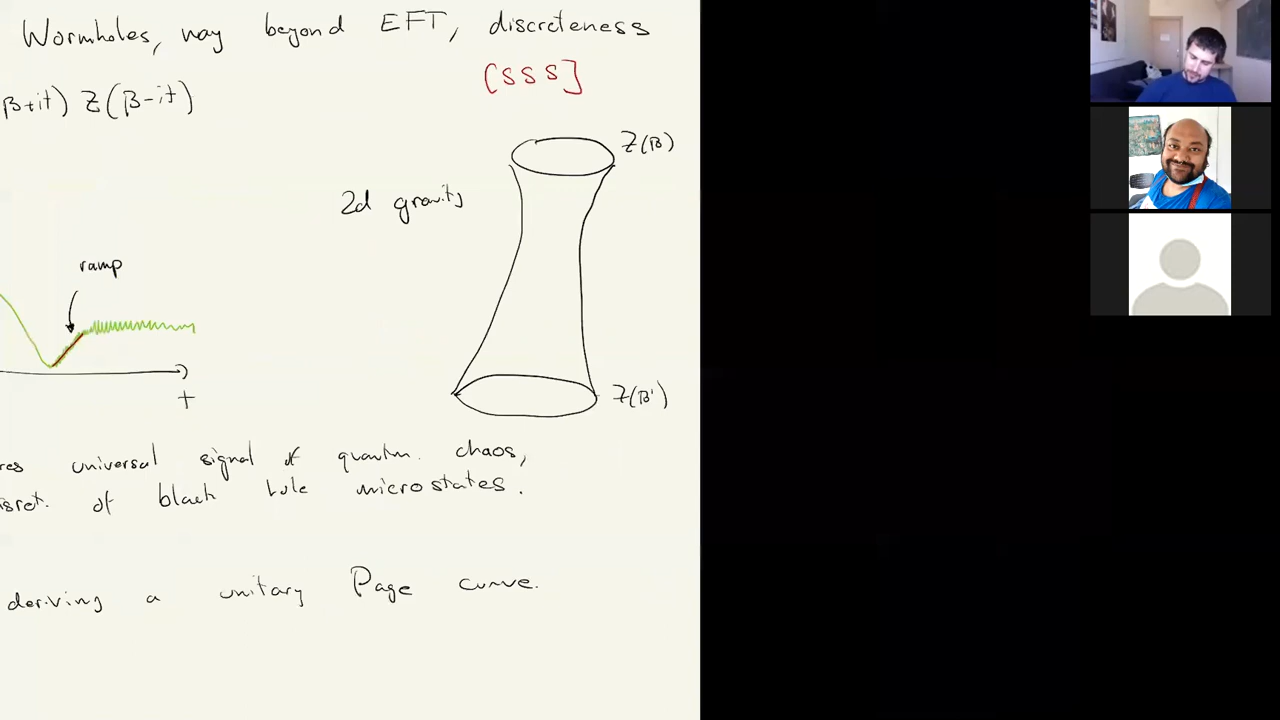 Wormholes, way beyond EFT, discreteness
[SSS]
β+it) Z(β-it)
Z(β)
2d gravity
ramp
t
Z(β')
res universal signal of quantum. chaos,
iscret. of black hole microstates.
deriving a unitary Page curve.